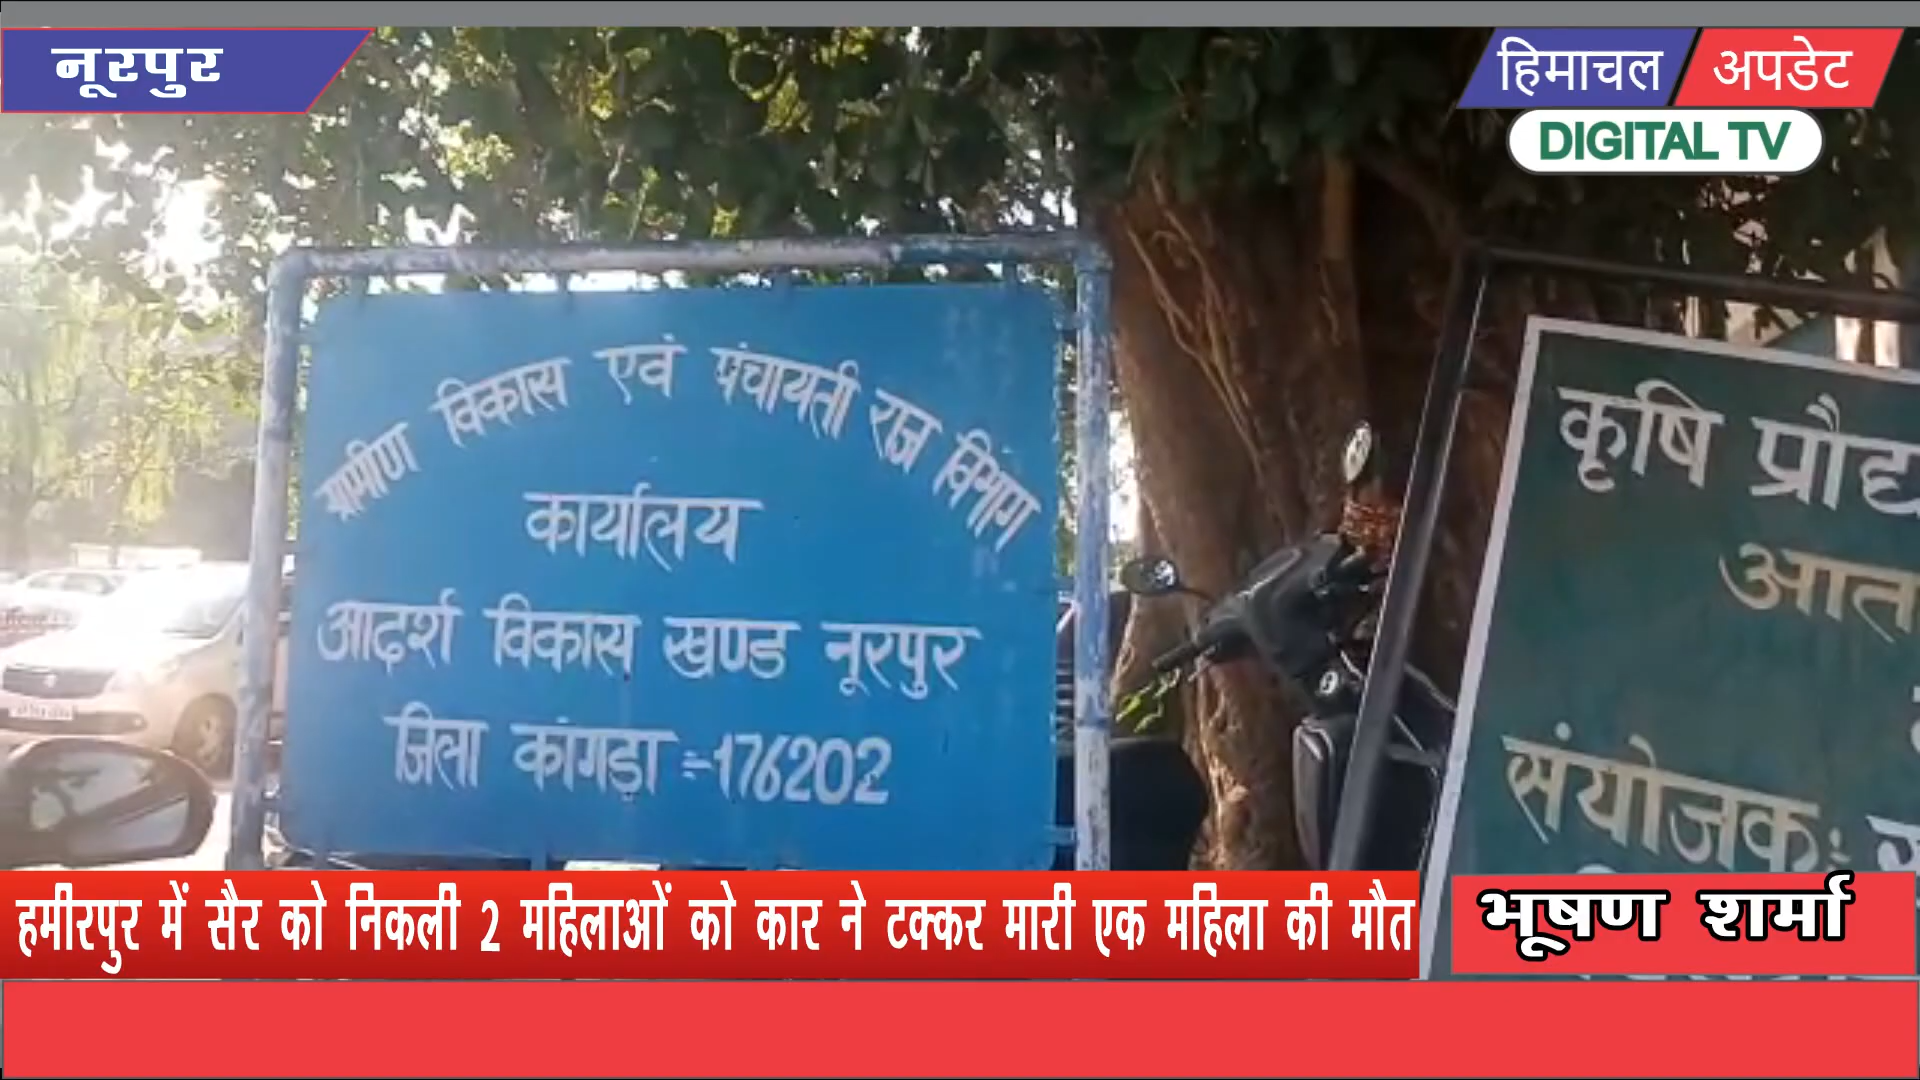 नूरपुर
हिमाचल अपडेट
DIGITAL TV
ग्रामीण विकास एवं पंचायती राज विभाग
कार्यालय
आदर्श विकास खण्ड नूरपुर
जिला कांगड़ा :-176202
कृषि प्रौद्य
आत
संयोजक:
हमीरपुर में सैर को निकली 2 महिलाओं को कार ने टक्कर मारी एक महिला की मौत
भूषण शर्मा